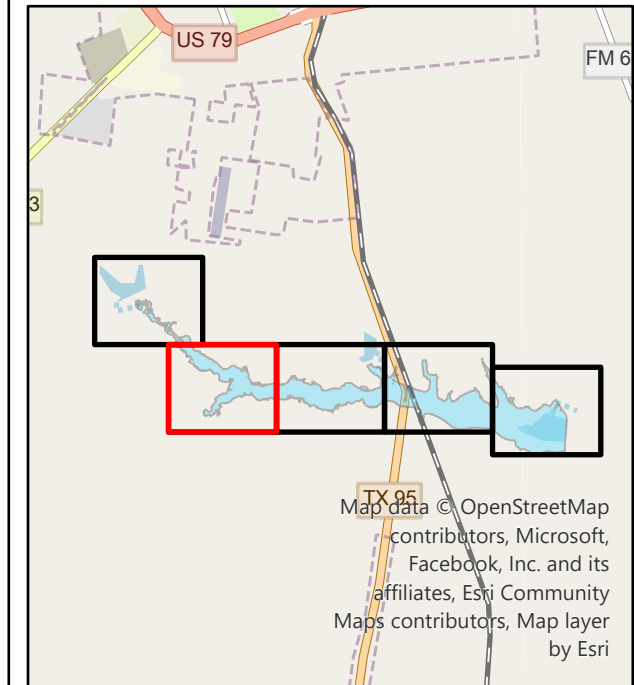 US 79
FM 6
3
TX 95
Map data © OpenStreetMap
contributors, Microsoft,
Facebook, Inc. and its
affiliates, Esri Community
Maps contributors, Map layer
by Esri